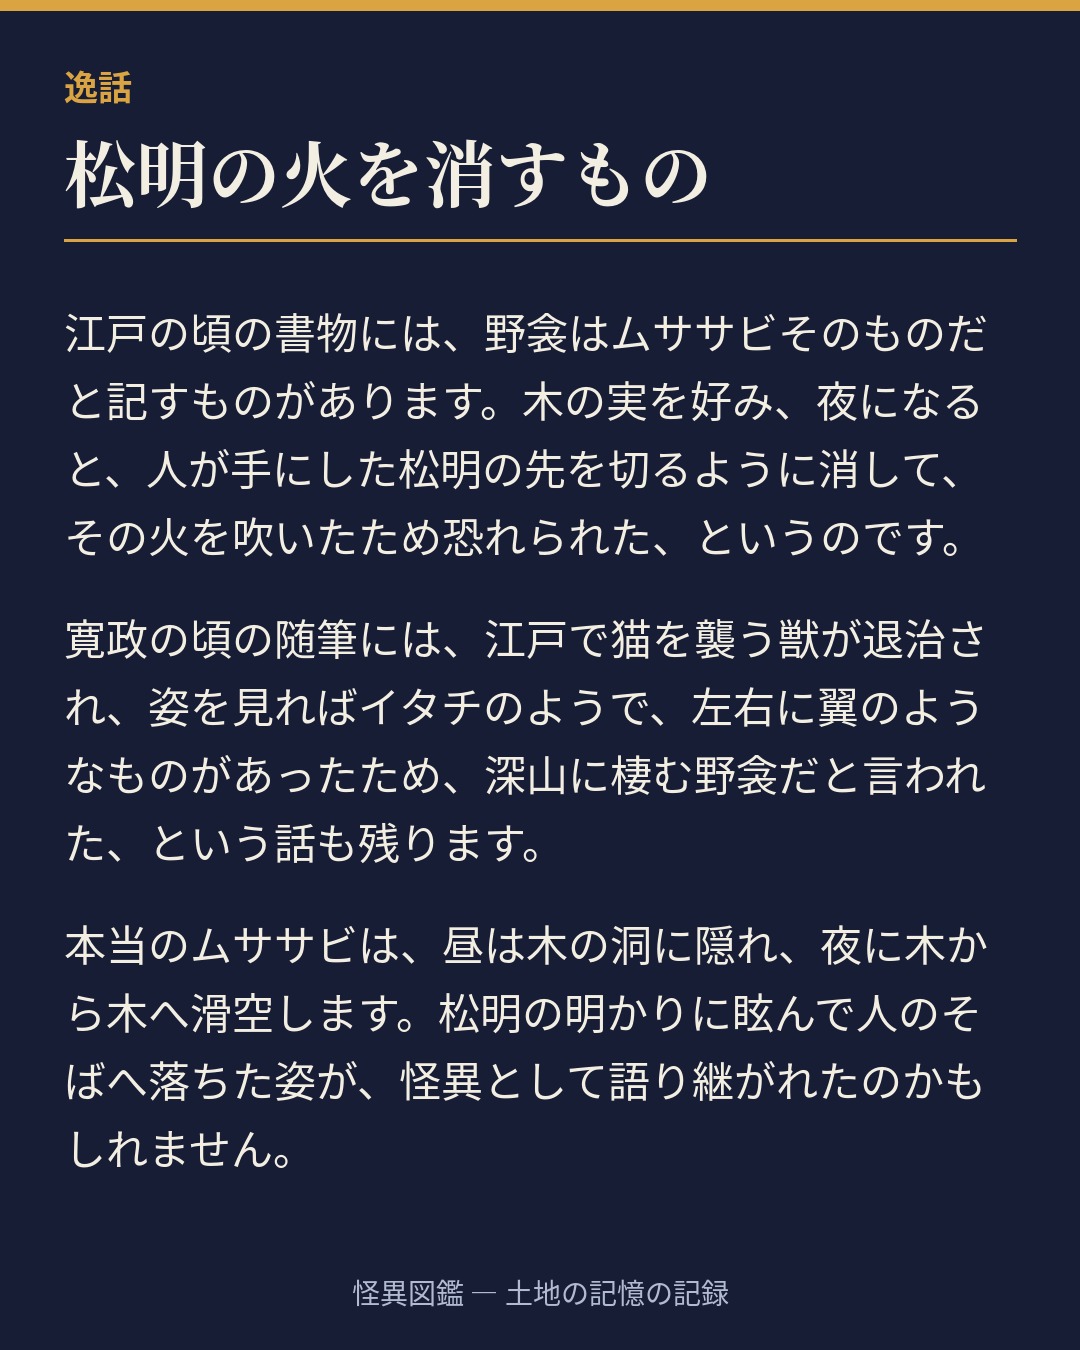 逸話
松明の火を消すもの
江戸の頃の書物には、野衾はムササビそのものだ
と記すものがあります。木の実を好み、夜になる
と、人が手にした松明の先を切るように消して、
その火を吹いたため恐れられた、というのです。
寛政の頃の随筆には、江戸で猫を襲う獣が退治さ
れ、姿を見ればイタチのようで、左右に翼のよう
なものがあったため、深山に棲む野衾だと言われ
た、という話も残ります。
本当のムササビは、昼は木の洞に隠れ、夜に木か
ら木へ滑空します。松明の明かりに眩んで人のそ
ばへ落ちた姿が、怪異として語り継がれたのかも
しれません。
怪異図鑑 — 土地の記憶の記録